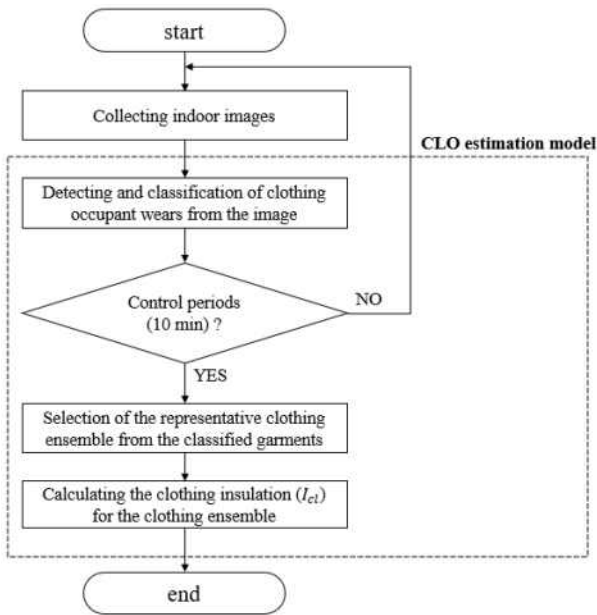 start
Collecting indoor images
CLO estimation model
Detecting and classification of clothing
occupant wears from the image
Control periods
(10 min) ?
NO
YES
Selection of the representative clothing
ensemble from the classified garments
Calculating the clothing insulation (I_cl)
for the clothing ensemble
end